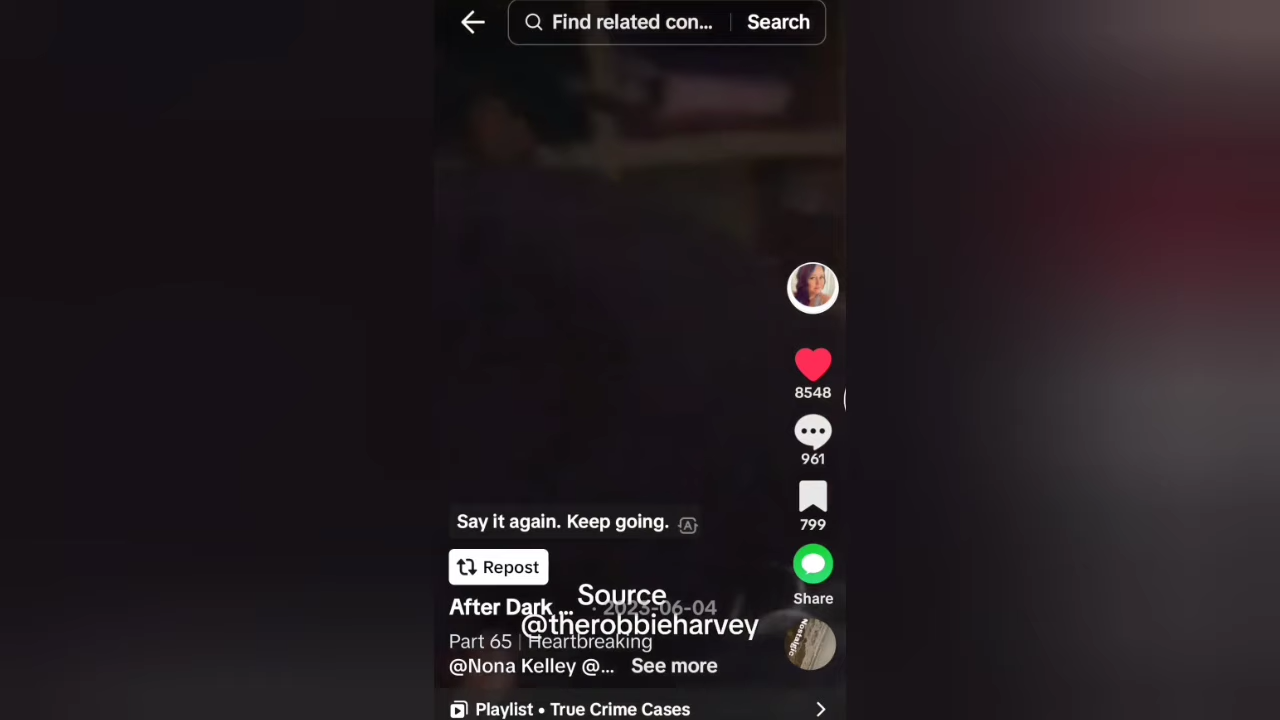 Find related con... Search
8548
961
799
Say it again. Keep going. A
Repost
Share
Source
After Dark ... · 2023-06-04
@therobbieharvey
Part 65 | Heartbreaking
Nostalgic
@Nona Kelley @... See more
Playlist • True Crime Cases